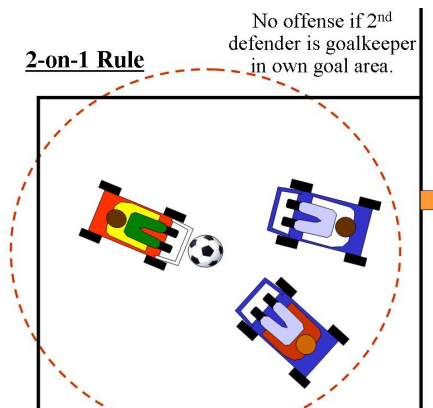 No offense if 2nd
defender is goalkeeper
in own goal area.
2-on-1 Rule